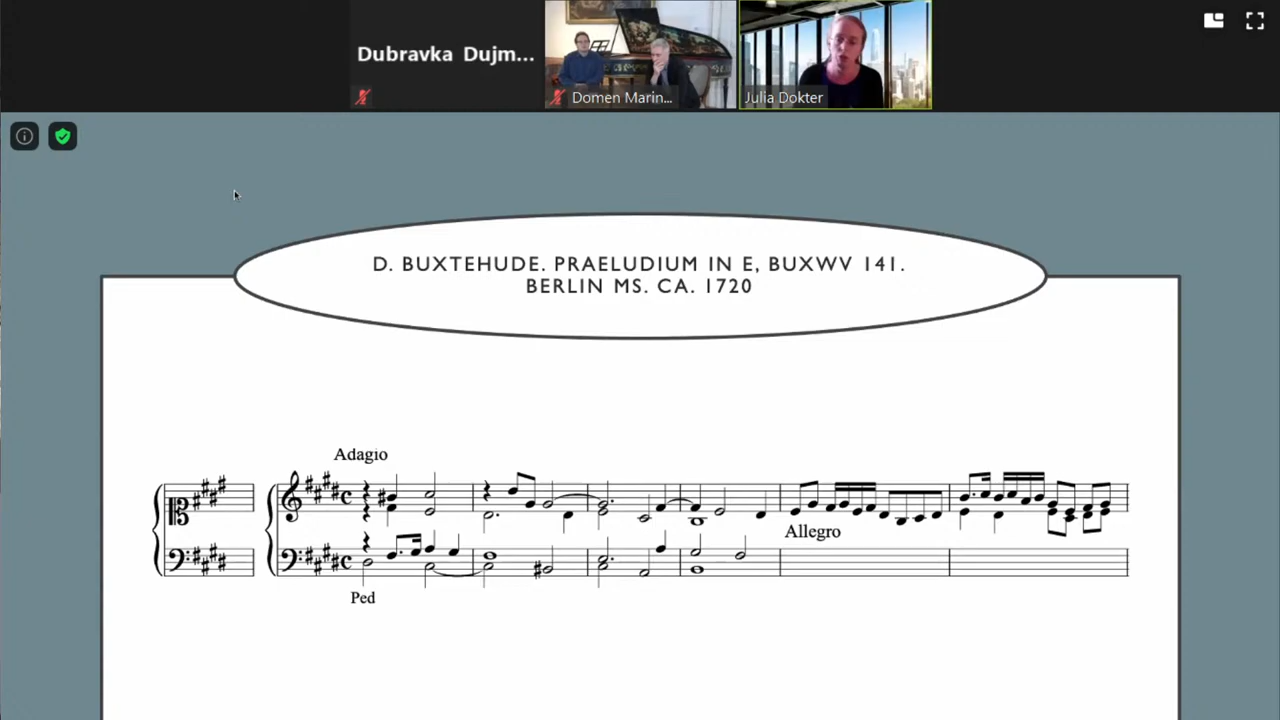 Dubravka Dujm...
Domen Marin...
Julia Dokter
D. BUXTEHUDE. PRAELUDIUM IN E, BUXWV 141.
BERLIN MS. CA. 1720
Adagio
Allegro
Ped